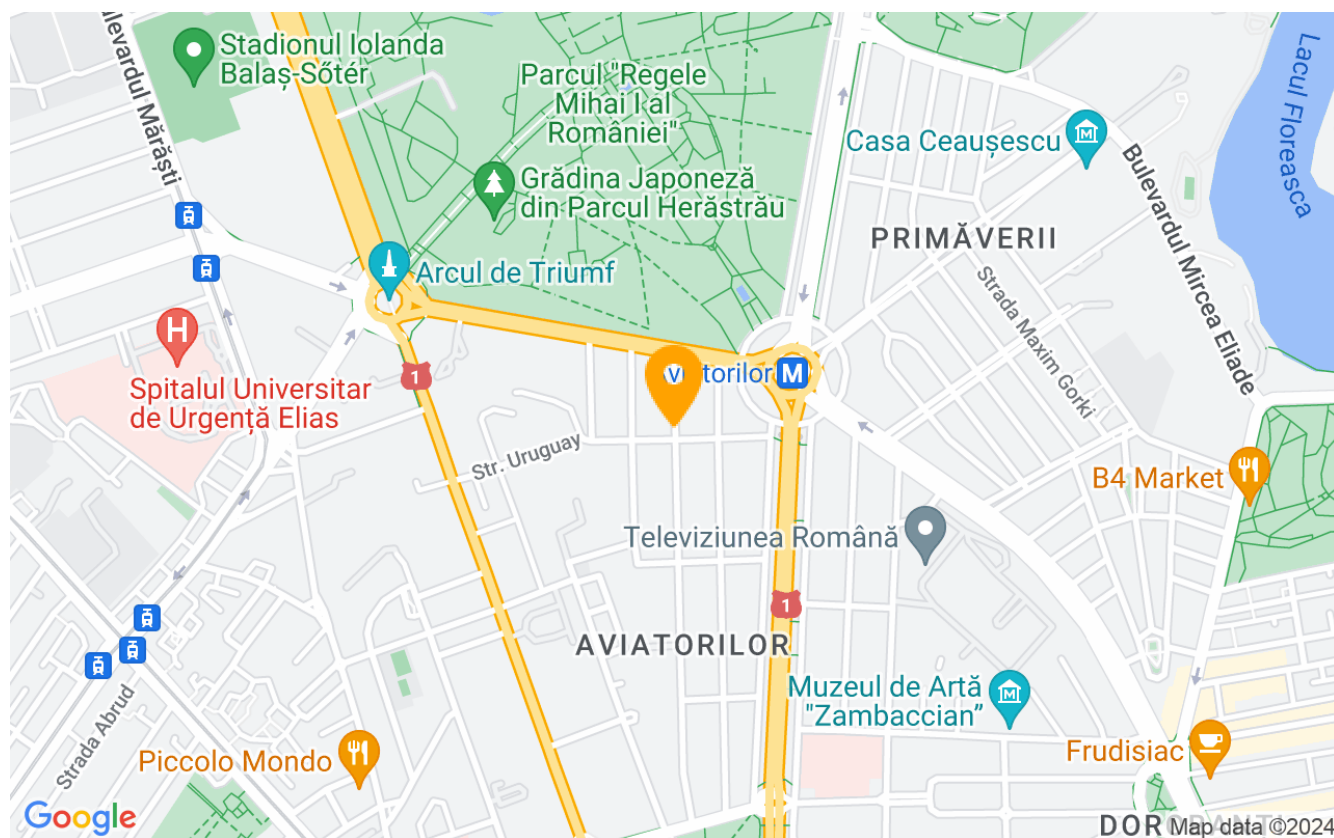 Bulevardul Mărăști
Stadionul Iolanda
Balaș-Sőtér
Parcul "Regele
Mihai I al
României"
Grădina Japoneză
din Parcul Herăstrău
Casa Ceaușescu
Lacul Floreasca
Bulevardul Mircea Eliade
PRIMĂVERII
Strada Maxim Gorki
Arcul de Triumf
H
Spitalul Universitar
de Urgență Elias
1
M
Str. Uruguay
B4 Market
Televiziunea Română
1
AVIATORILOR
Muzeul de Artă
"Zambaccian”
Strada Abrud
Piccolo Mondo
Frudisiac
Google
Map data ©2024